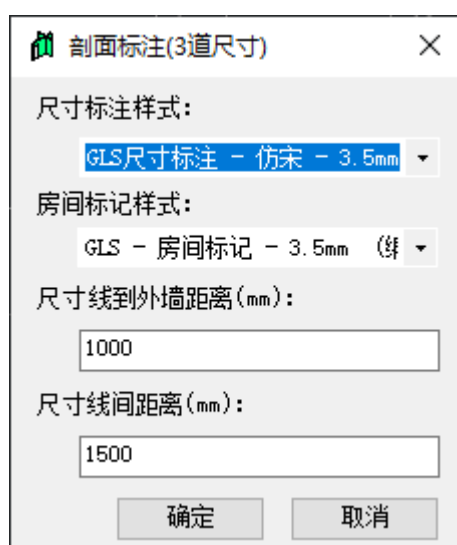 剖面标注(3道尺寸)
尺寸标注样式:
GLS尺寸标注 - 仿宋 - 3.5mm
房间标记样式:
GLS - 房间标记 - 3.5mm (
尺寸线到外墙距离(mm):
1000
尺寸线间距离(mm):
1500
确定 取消